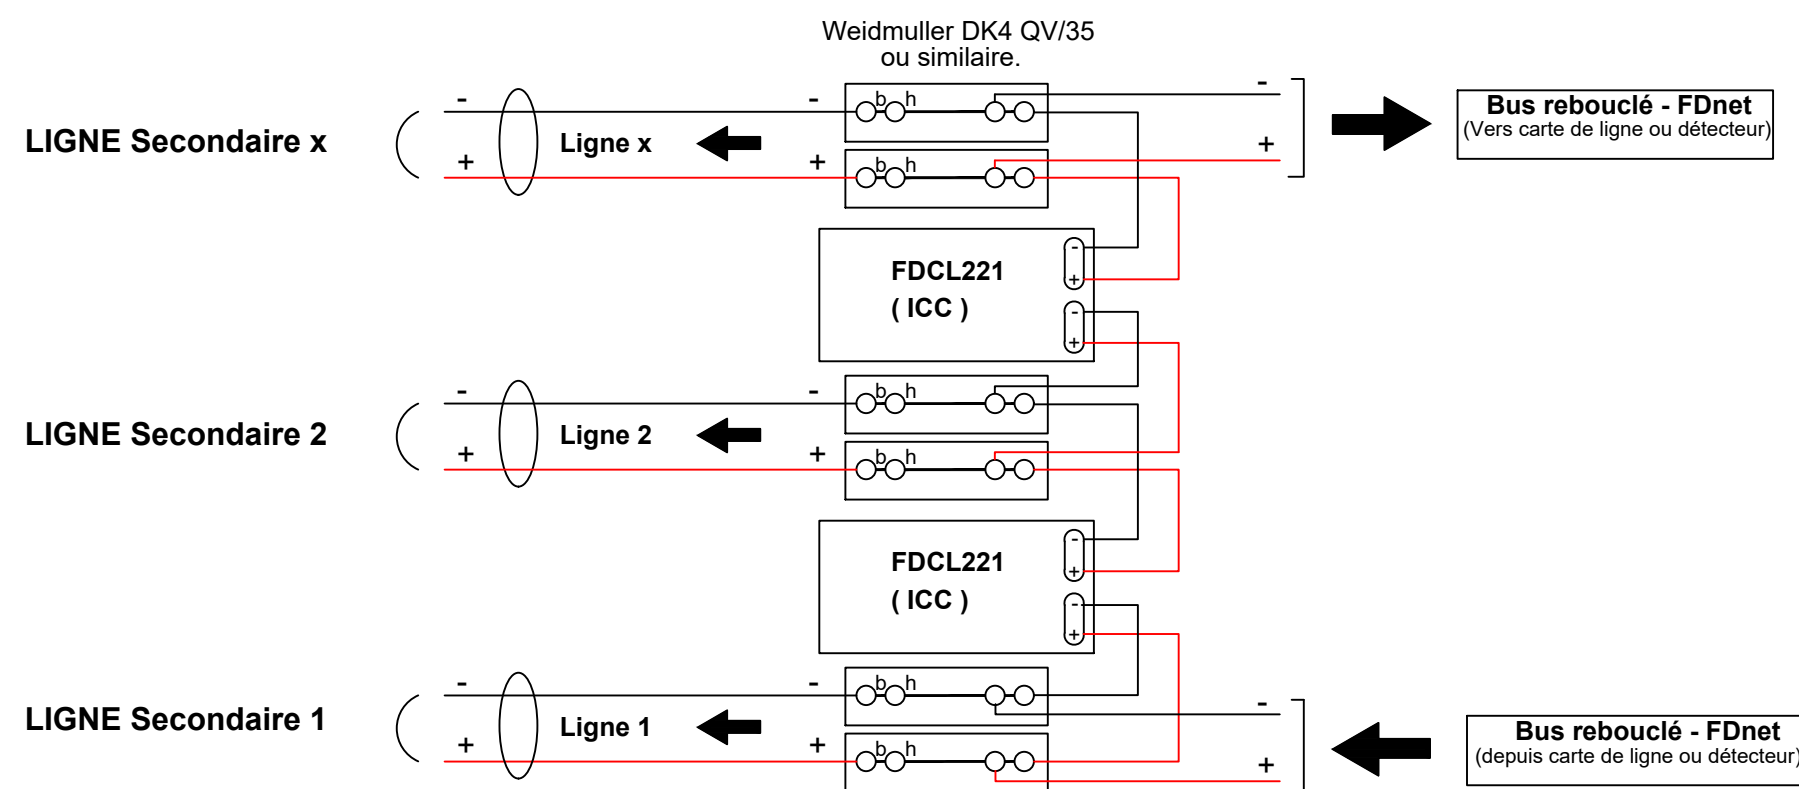 Weidmuller DK4 QV/35
ou similaire.
- - b h -
Bus rebouclé - FDnet
(Vers carte de ligne ou détecteur)
LIGNE Secondaire x
Ligne x
+ + b h +
-
FDCL221
+
( ICC )
-
+
- - b h
LIGNE Secondaire 2
Ligne 2
+ + b h
-
FDCL221
+
( ICC )
-
+
- - b h -
LIGNE Secondaire 1
Ligne 1
Bus rebouclé - FDnet
(depuis carte de ligne ou détecteur)
+ + b h +